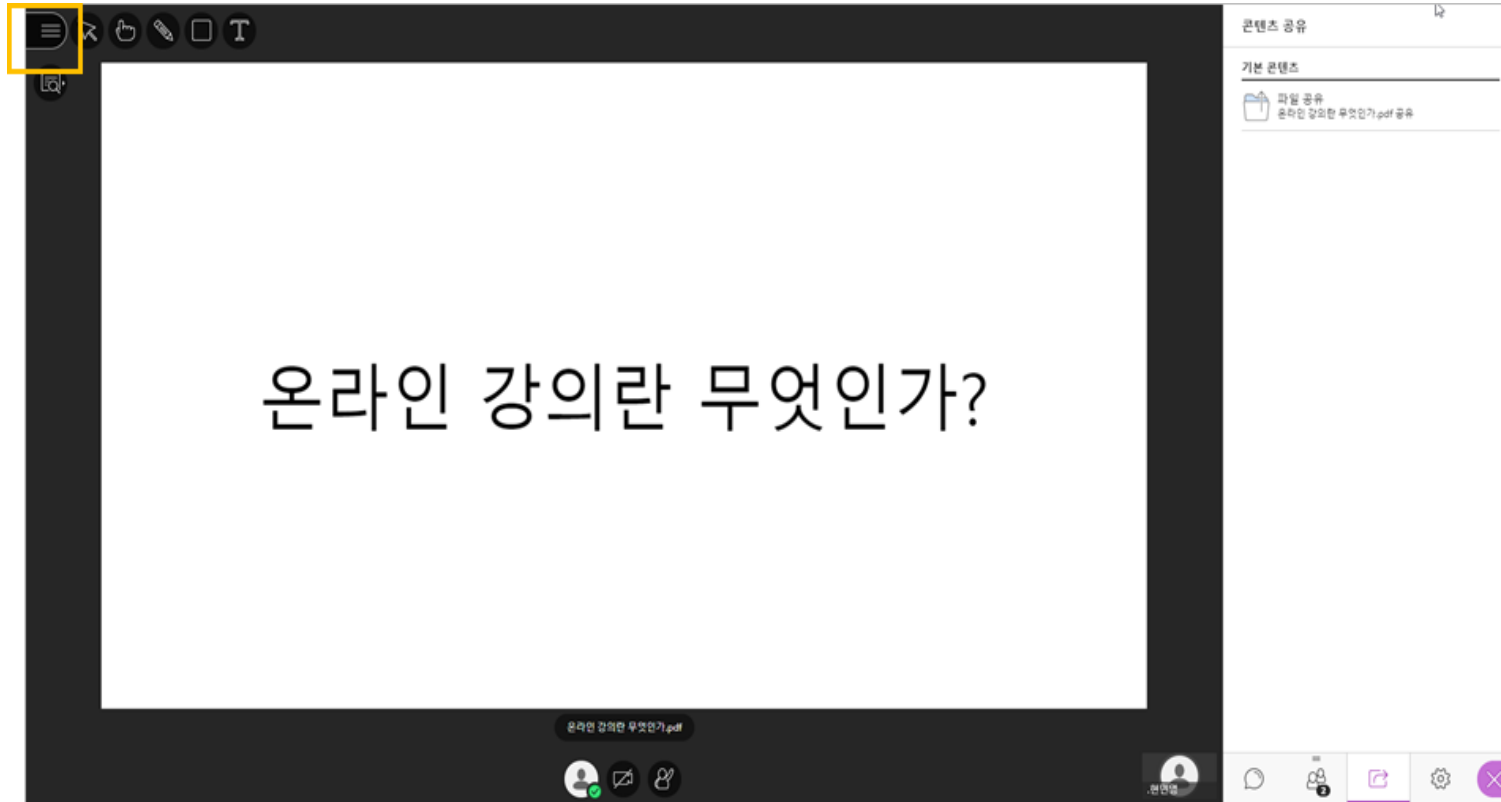 콘텐츠 공유
기본 콘텐츠
파일 공유
온라인 강의란 무엇인가.pdf 공유
온라인 강의란 무엇인가?
온라인 강의란 무엇인가.pdf
2